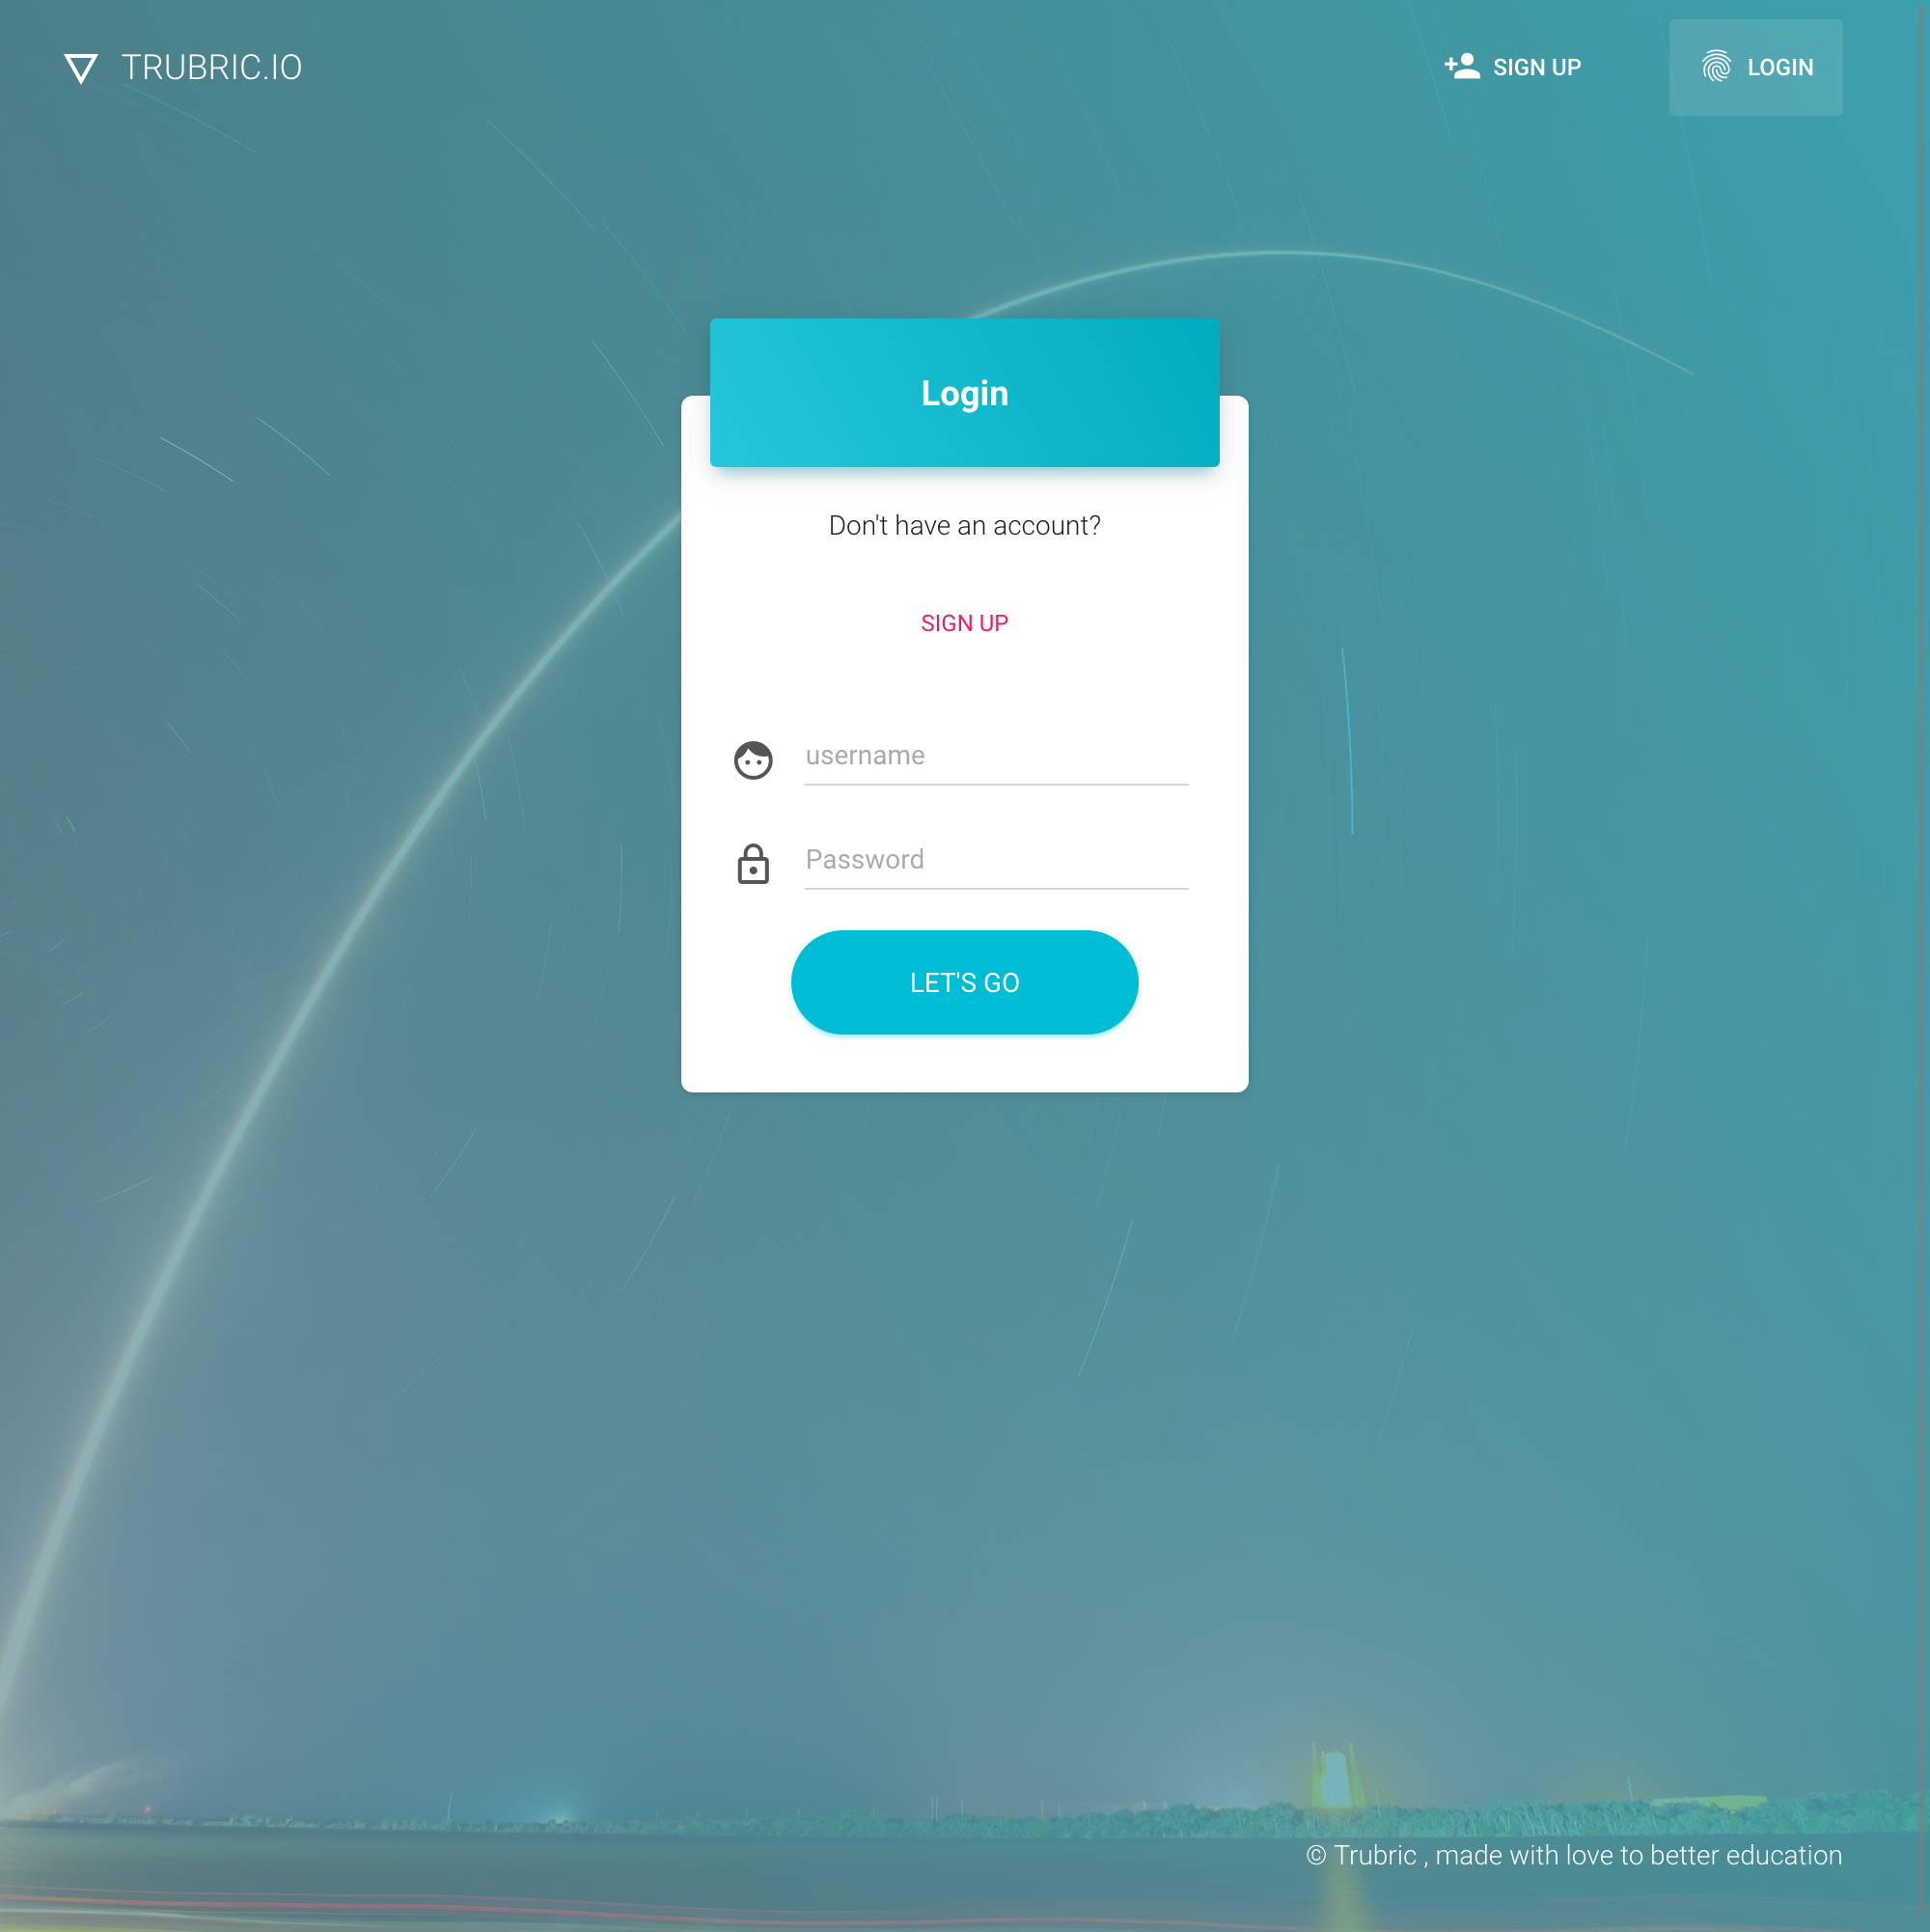 TRUBRIC.IO
SIGN UP
LOGIN
Login
Don't have an account?
SIGN UP
username
Password
LET'S GO
© Trubric , made with love to better education